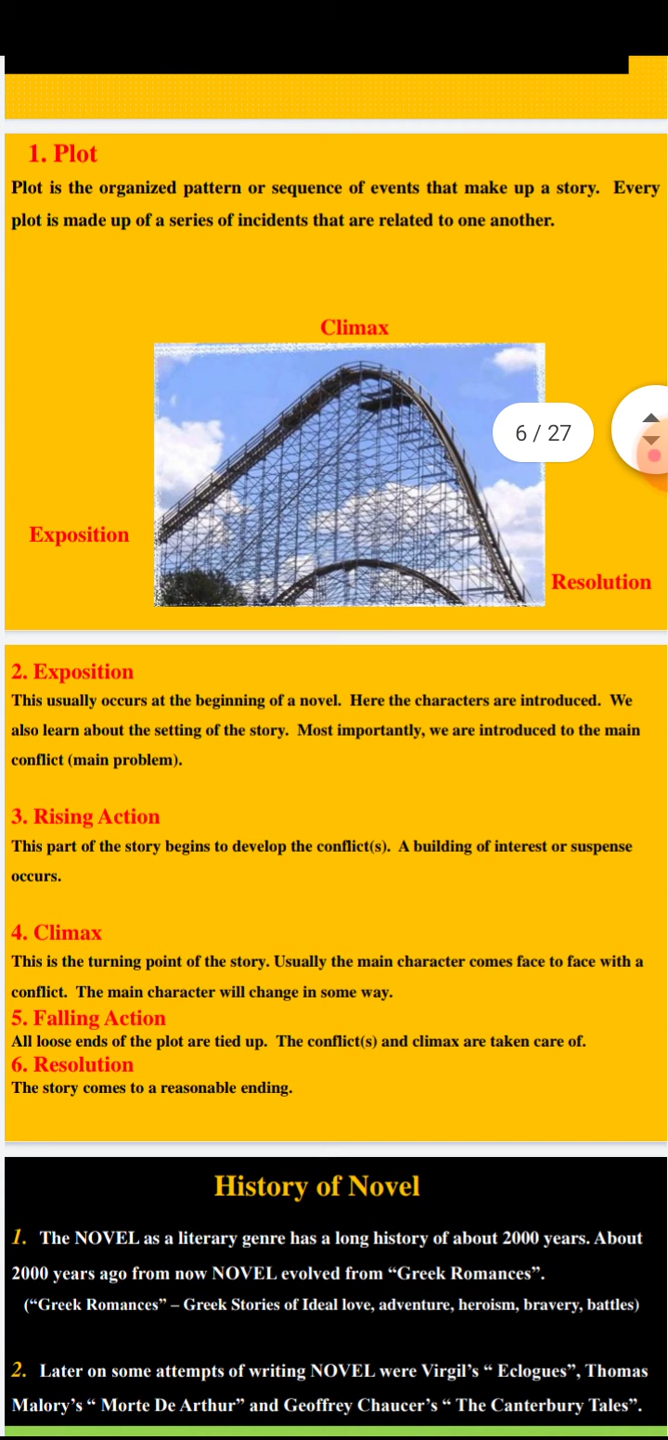 1. Plot
Plot is the organized pattern or sequence of events that make up a story. Every
plot is made up of a series of incidents that are related to one another.
Climax
6 / 27
Exposition
Resolution
2. Exposition
This usually occurs at the beginning of a novel. Here the characters are introduced. We
also learn about the setting of the story. Most importantly, we are introduced to the main
conflict (main problem).
3. Rising Action
This part of the story begins to develop the conflict(s). A building of interest or suspense
occurs.
4. Climax
This is the turning point of the story. Usually the main character comes face to face with a
conflict. The main character will change in some way.
5. Falling Action
All loose ends of the plot are tied up. The conflict(s) and climax are taken care of.
6. Resolution
The story comes to a reasonable ending.
History of Novel
1. The NOVEL as a literary genre has a long history of about 2000 years. About
2000 years ago from now NOVEL evolved from “Greek Romances”.
(“Greek Romances” – Greek Stories of Ideal love, adventure, heroism, bravery, battles)
2. Later on some attempts of writing NOVEL were Virgil’s “ Eclogues”, Thomas
Malory’s “ Morte De Arthur” and Geoffrey Chaucer’s “ The Canterbury Tales”.